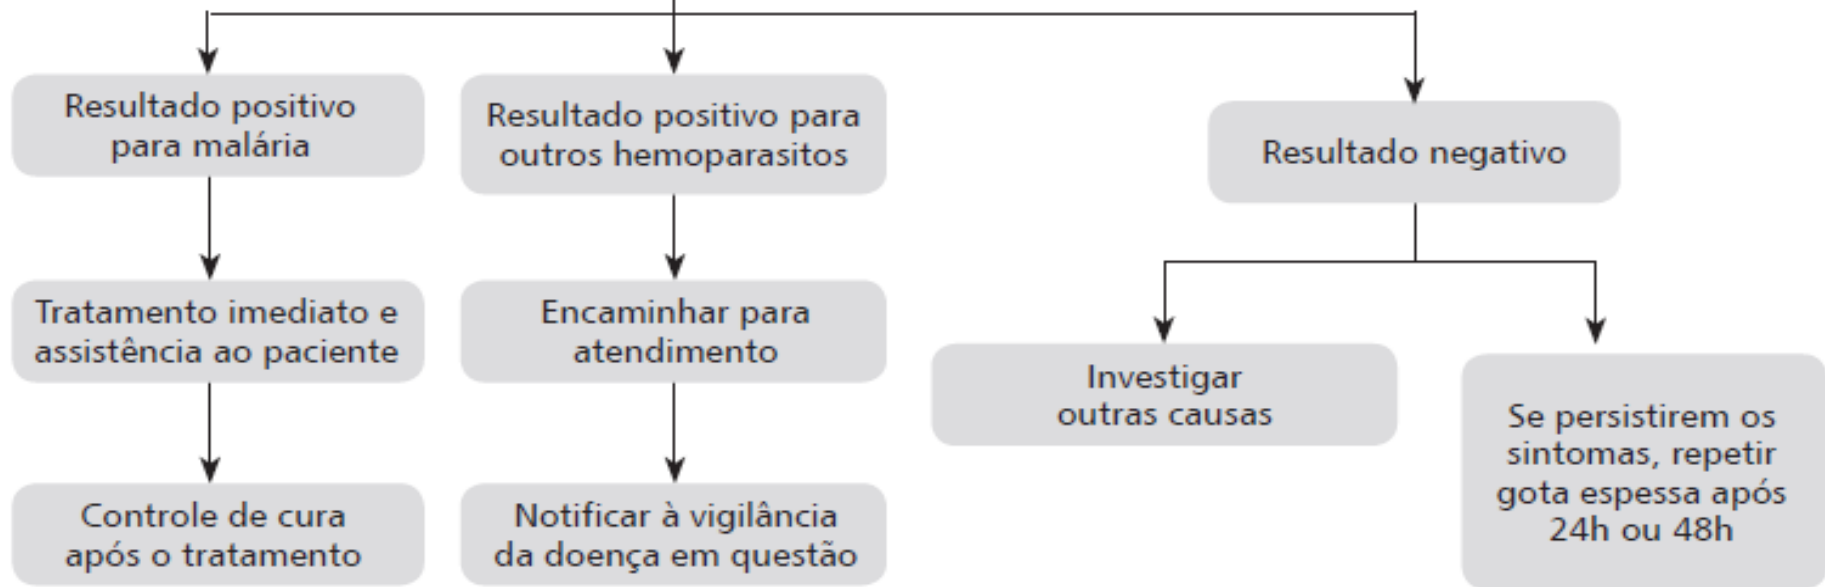 Resultado positivo
para malária
Resultado positivo para
outros hemoparasitos
Resultado negativo
Tratamento imediato e
assistência ao paciente
Encaminhar para
atendimento
Investigar
outras causas
Se persistirem os
sintomas, repetir
gota espessa após
24h ou 48h
Controle de cura
após o tratamento
Notificar à vigilância
da doença em questão